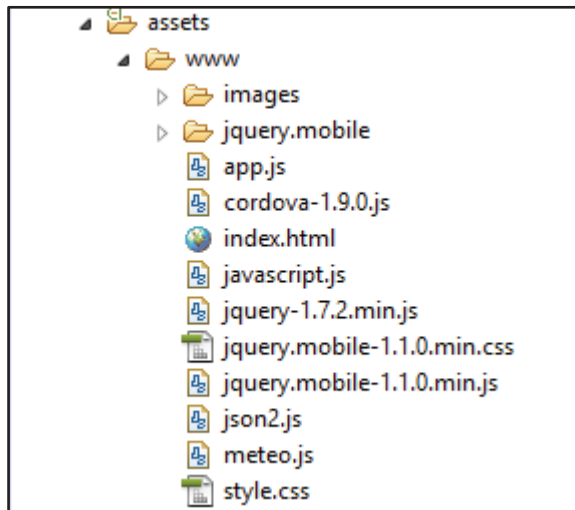 assets
www
images
jquery.mobile
app.js
cordova-1.9.0.js
index.html
javascript.js
jquery-1.7.2.min.js
jquery.mobile-1.1.0.min.css
jquery.mobile-1.1.0.min.js
json2.js
meteo.js
style.css